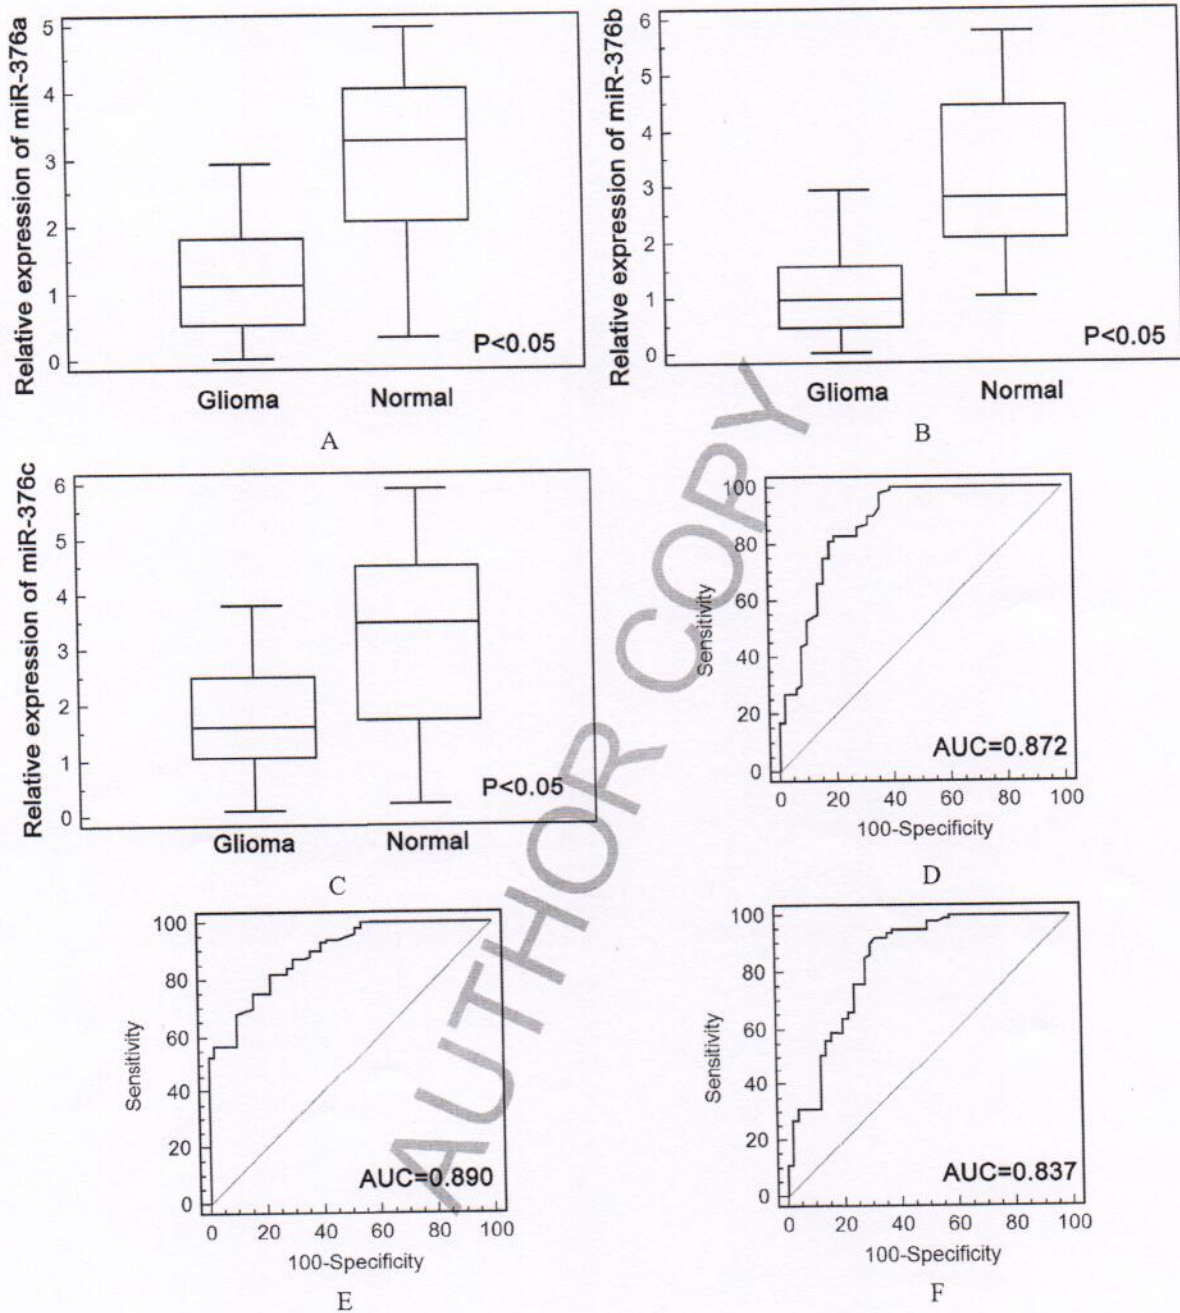 Relative expression of miR-376a
5
4
3
2
1
0
P<0.05
Glioma
Normal
A
Relative expression of miR-376b
6
5
4
3
2
1
0
P<0.05
Glioma
Normal
B
Relative expression of miR-376c
6
5
4
3
2
1
0
P<0.05
Glioma
Normal
C
Sensitivity
100
80
60
40
20
0
AUC=0.872
0 20 40 60 80 100
100-Specificity
D
Sensitivity
100
80
60
40
20
0
AUC=0.890
0 20 40 60 80 100
100-Specificity
E
Sensitivity
100
80
60
40
20
0
AUC=0.837
0 20 40 60 80 100
100-Specificity
F
AUTHOR COPY